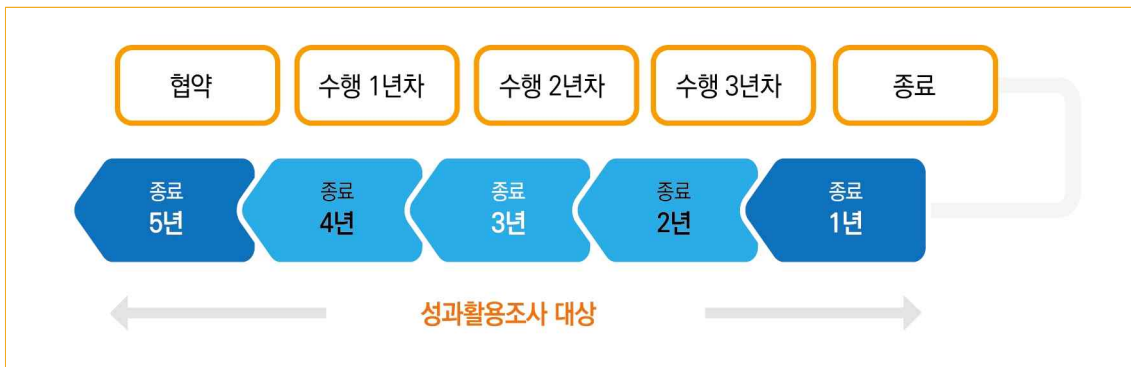 협약
수행 1년차
수행 2년차
수행 3년차
종료
종료
5년
종료
4년
종료
3년
종료
2년
종료
1년
성과활용조사 대상